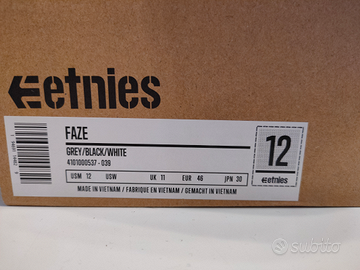 etnies
FAZE
GREY/BLACK/WHITE
4101000537 - 039
12
USM 12 USW UK 11 EUR 46 JPN 30
etnies
MADE IN VIETNAM / FABRIQUE EN VIETNAM / GEMACHT IN VIETNAM
subito